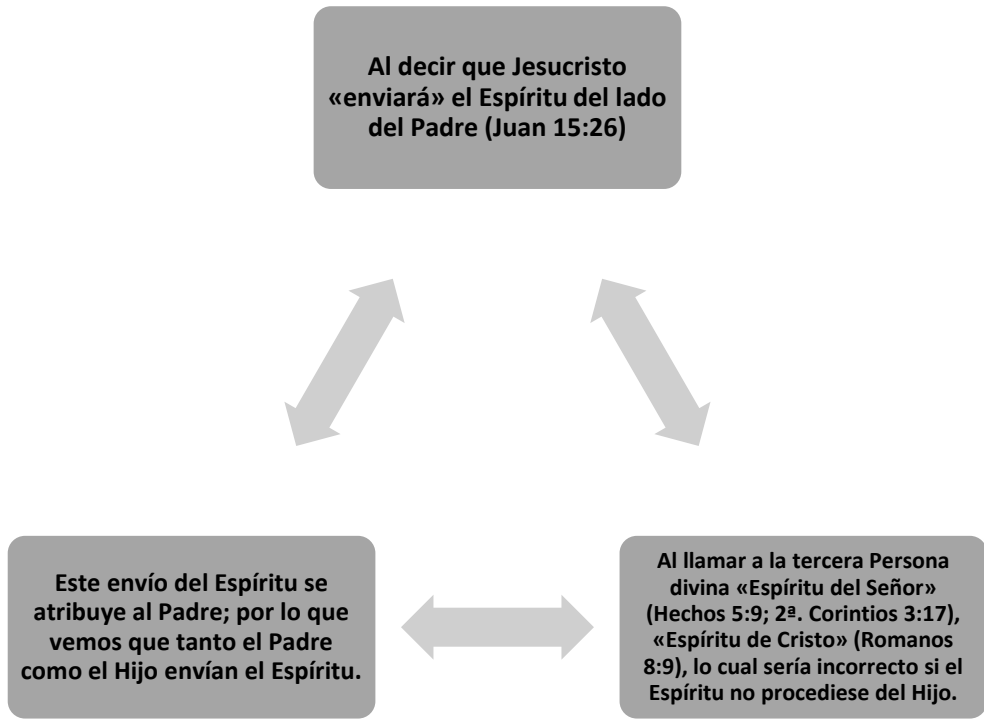 Al decir que Jesucristo
«enviará» el Espíritu del lado
del Padre (Juan 15:26)
Este envío del Espíritu se
atribuye al Padre; por lo que
vemos que tanto el Padre
como el Hijo envían el Espíritu.
Al llamar a la tercera Persona
divina «Espíritu del Señor»
(Hechos 5:9; 2ª. Corintios 3:17),
«Espíritu de Cristo» (Romanos
8:9), lo cual sería incorrecto si el
Espíritu no procediese del Hijo.